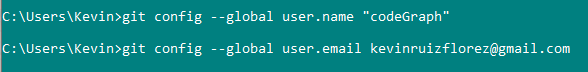 C:\Users\Kevin>git config --global user.name "codeGraph"
C:\Users\Kevin>git config --global user.email kevinruizflorez@gmail.com